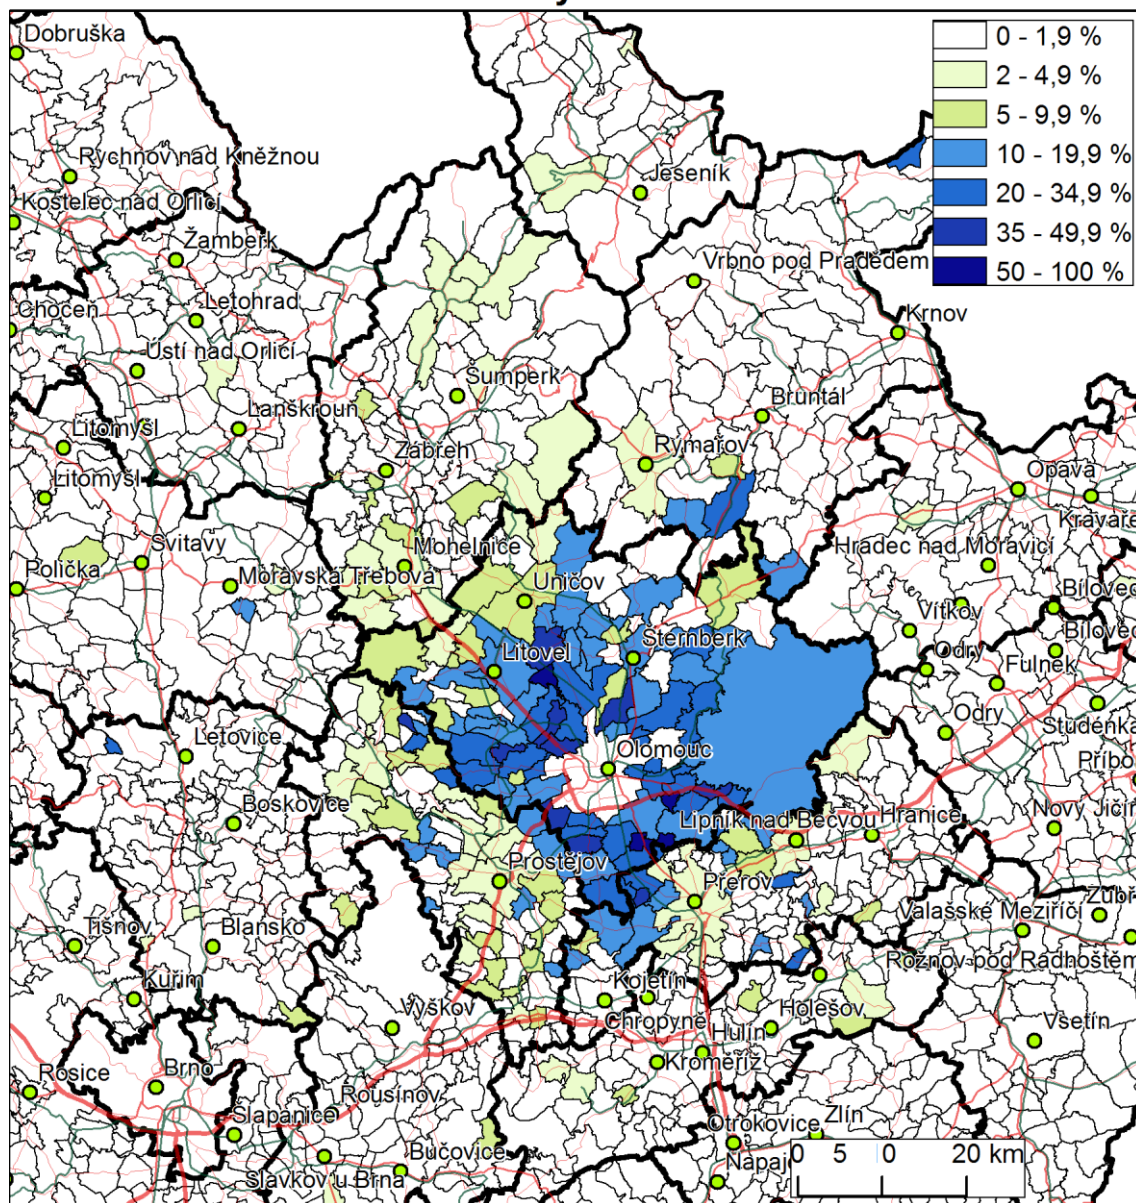 0 - 1,9 %
2 - 4,9 %
5 - 9,9 %
10 - 19,9 %
20 - 34,9 %
35 - 49,9 %
50 - 100 %
Dobruška
Rychnov nad Kněžnou
Jeseník
Kostelec nad Orlicí
Žamberk
Vrbno pod Pradědem
Choceň
Letohrad
Krnov
Ústí nad Orlicí
Šumperk
Bruntál
Lanškroun
Litomyšl
Zábřeh
Rýmařov
Opava
Litomyšl
Kravaře
Svitavy
Mohelnice
Hradec nad Moravicí
Polička
Moravská Třebová
Uničov
Bílovec
Vítkov
Bílovec
Šternberk
Litovel
Odry
Fulnek
Odry
Studénka
Letovice
Olomouc
Příbo
Boskovice
Lipník nad Bečvou
Hranice
Nový Jičín
Prostějov
Přerov
Zubř
Valašské Meziříčí
Tišnov
Blansko
Rožnov pod Radhoštěm
Kuřim
Kojetín
Vyškov
Chropyně
Holešov
Hulín
Vsetín
Kroměříž
Rosice
Brno
Rousínov
Šlapanice
Otrokovice
Zlín
Bučovice
Napaje
Slavkov u Brna
0 5 10 20 km